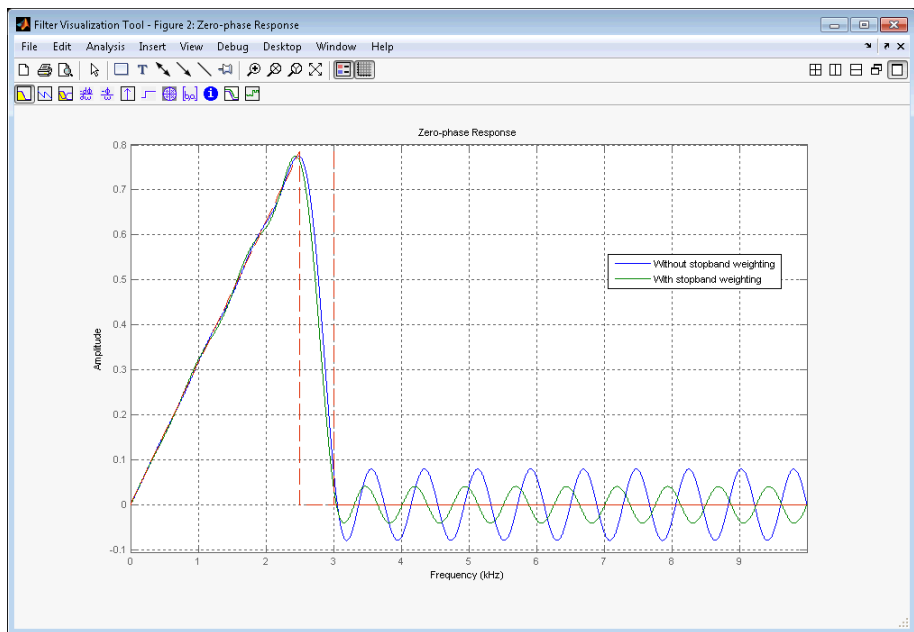 Filter Visualization Tool - Figure 2: Zero-phase Response
File Edit Analysis Insert View Debug Desktop Window Help
Zero-phase Response
0.8
0.7
0.6
0.5
0.4
0.3
0.2
0.1
0
-0.1
Amplitude
Without stopband weighting
With stopband weighting
0 1 2 3 4 5 6 7 8 9
Frequency (kHz)